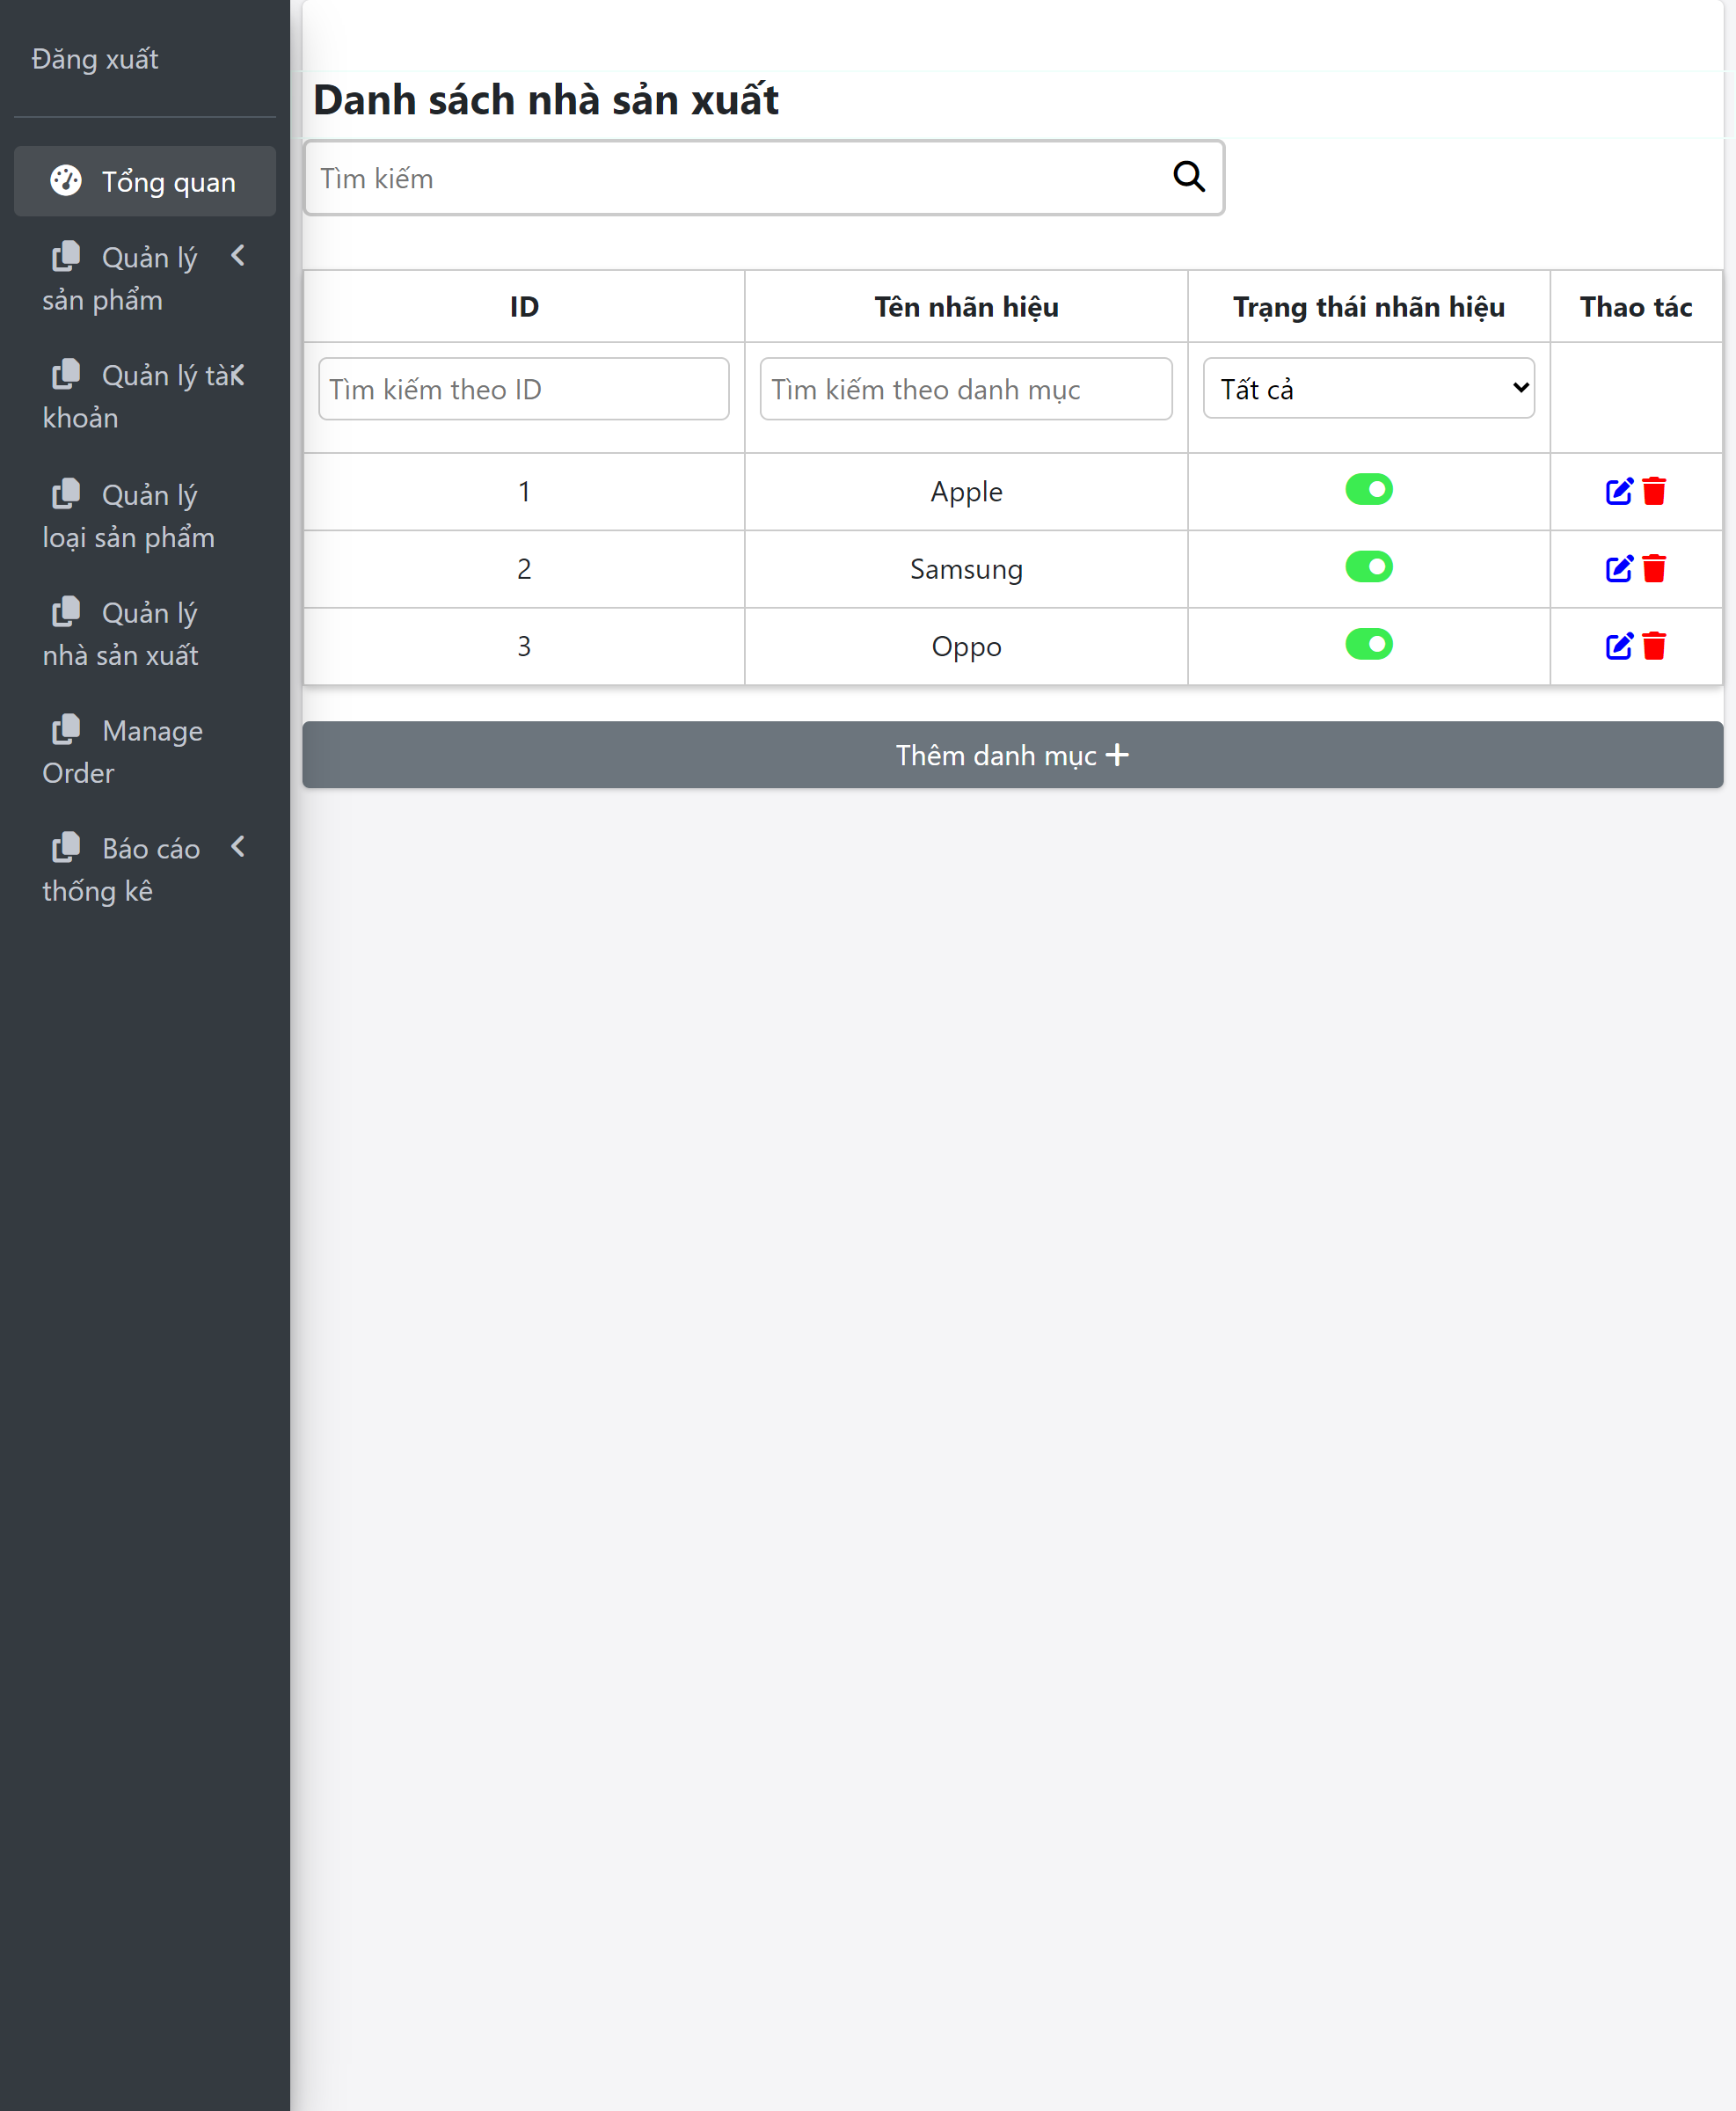 Đăng xuất
Tổng quan
Quản lý
sản phẩm
Quản lý tài
khoản
Quản lý
loại sản phẩm
Quản lý
nhà sản xuất
Manage
Order
Báo cáo
thống kê
Danh sách nhà sản xuất
Tìm kiếm
ID Tên nhãn hiệu Trạng thái nhãn hiệu Thao tác
Tìm kiếm theo ID Tìm kiếm theo danh mục Tất cả
1 Apple
2 Samsung
3 Oppo
Thêm danh mục